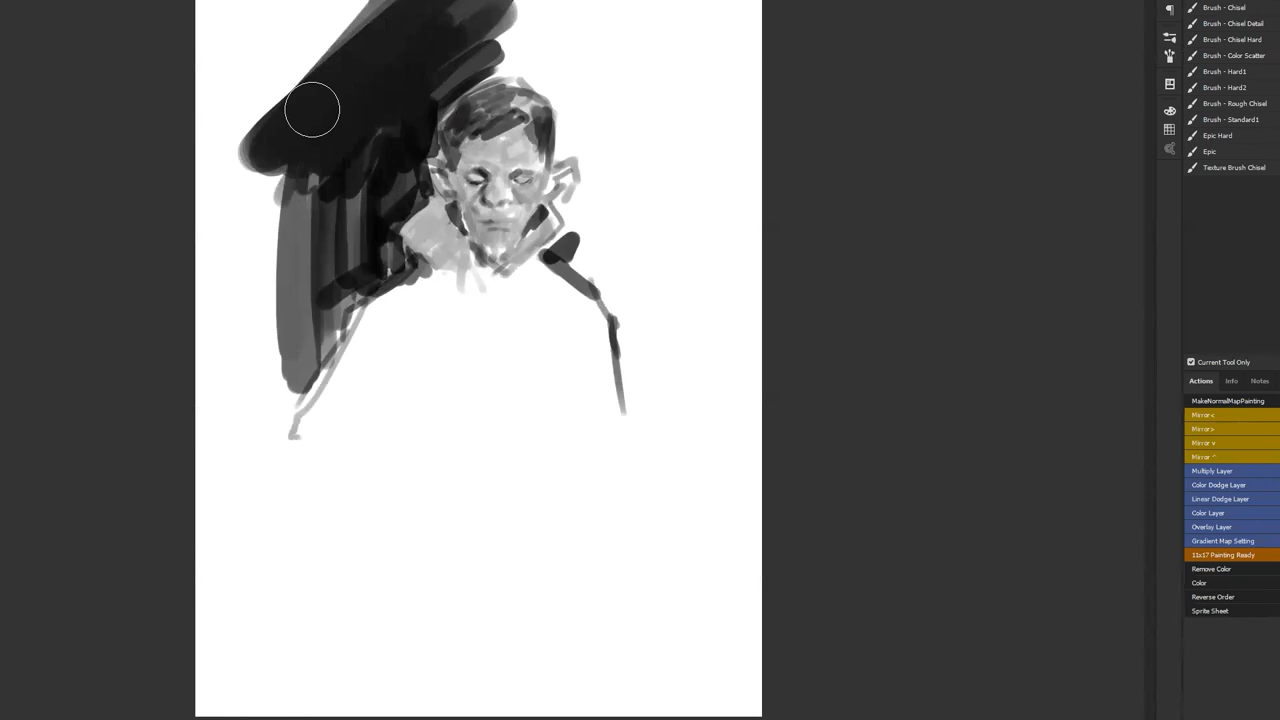 Brush - Chisel
Brush - Chisel Detail
Brush - Chisel Hard
Brush - Color Scatter
Brush - Hard1
Brush - Hard2
Brush - Rough Chisel
Brush - Standard1
Epic Hard
Epic
Texture Brush Chisel
Current Tool Only
Actions Info Notes
MakeNormalMapPainting
Mirror <
Mirror >
Mirror v
Mirror ^
Multiply Layer
Color Dodge Layer
Linear Dodge Layer
Color Layer
Overlay Layer
Gradient Map Setting
11x17 Painting Ready
Remove Color
Color
Reverse Order
Sprite Sheet